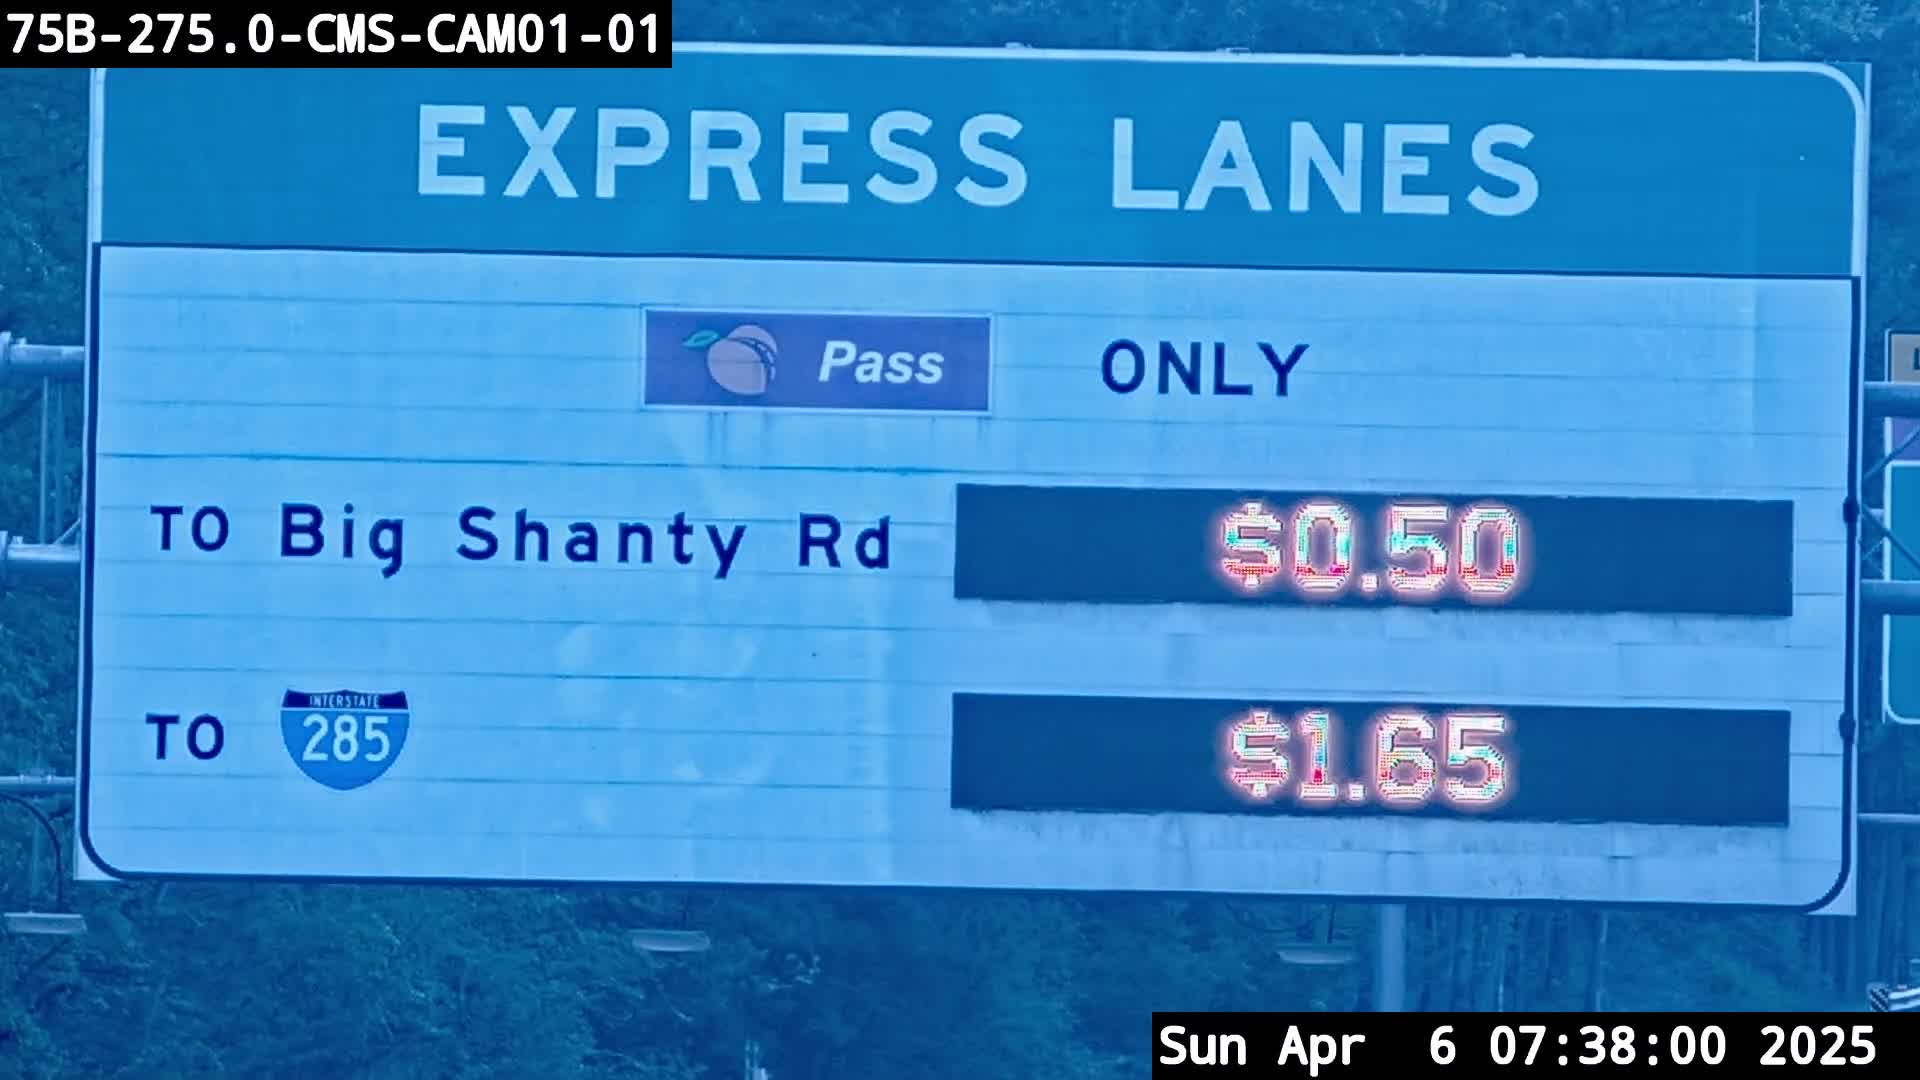 75B-275.0-CMS-CAM01-01
EXPRESS LANES
Pass ONLY
TO Big Shanty Rd $0.50
TO INTERSTATE 285 $1.65
Sun Apr 6 07:38:00 2025